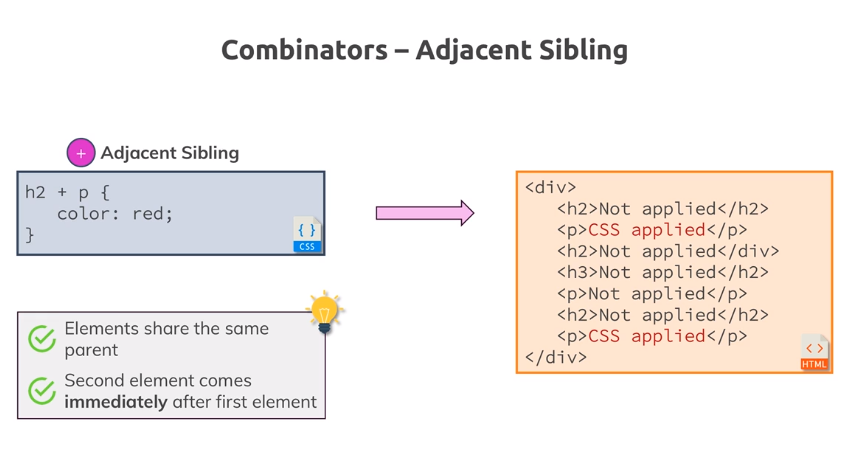 Combinators – Adjacent Sibling
+ Adjacent Sibling
h2 + p {
color: red;
}
{ }
CSS
Elements share the same
parent
Second element comes
immediately after first element
<div>
<h2>Not applied</h2>
<p>CSS applied</p>
<h2>Not applied</div>
<h3>Not applied</h2>
<p>Not applied</p>
<h2>Not applied</h2>
<p>CSS applied</p>
</div>
<>
HTML